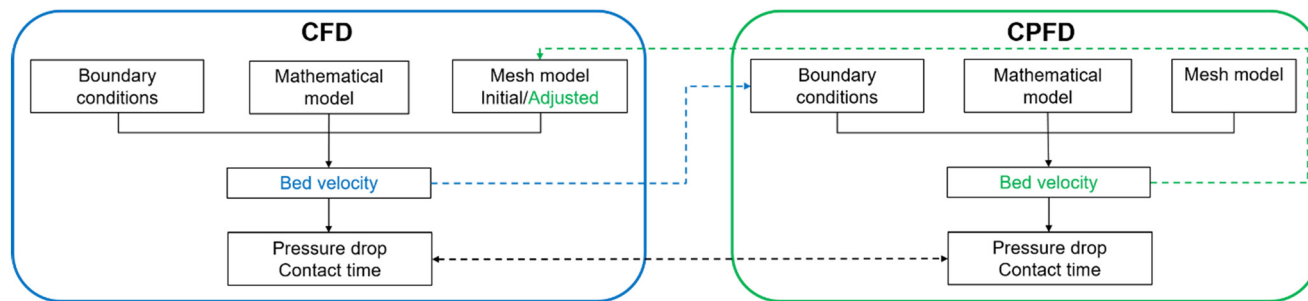 CFD
Boundary
conditions
Mathematical
model
Mesh model
Initial/Adjusted
Bed velocity
Pressure drop
Contact time
CPFD
Boundary
conditions
Mathematical
model
Mesh model
Bed velocity
Pressure drop
Contact time